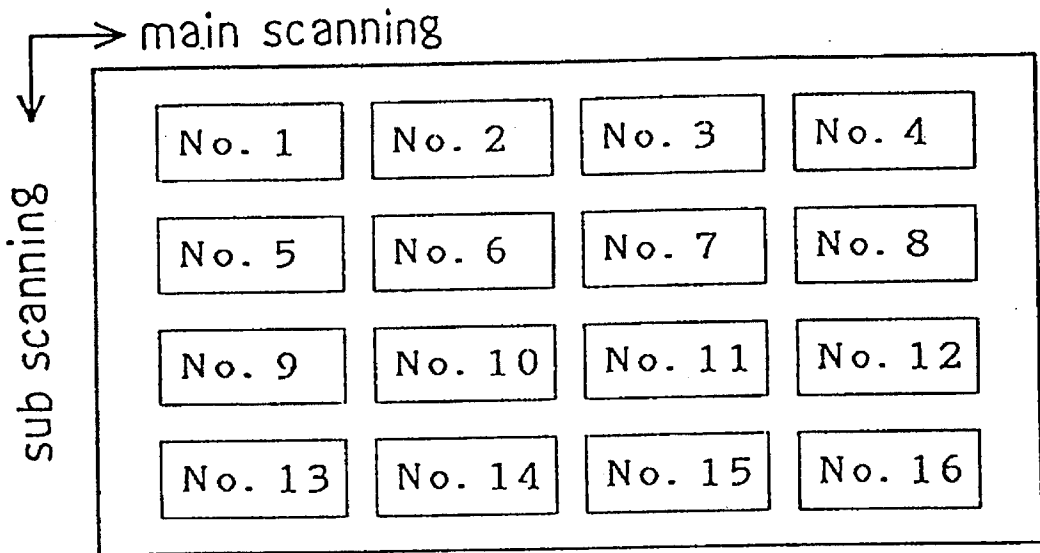 main scanning
sub scanning
No. 1 No. 2 No. 3 No. 4
No. 5 No. 6 No. 7 No. 8
No. 9 No. 10 No. 11 No. 12
No. 13 No. 14 No. 15 No. 16